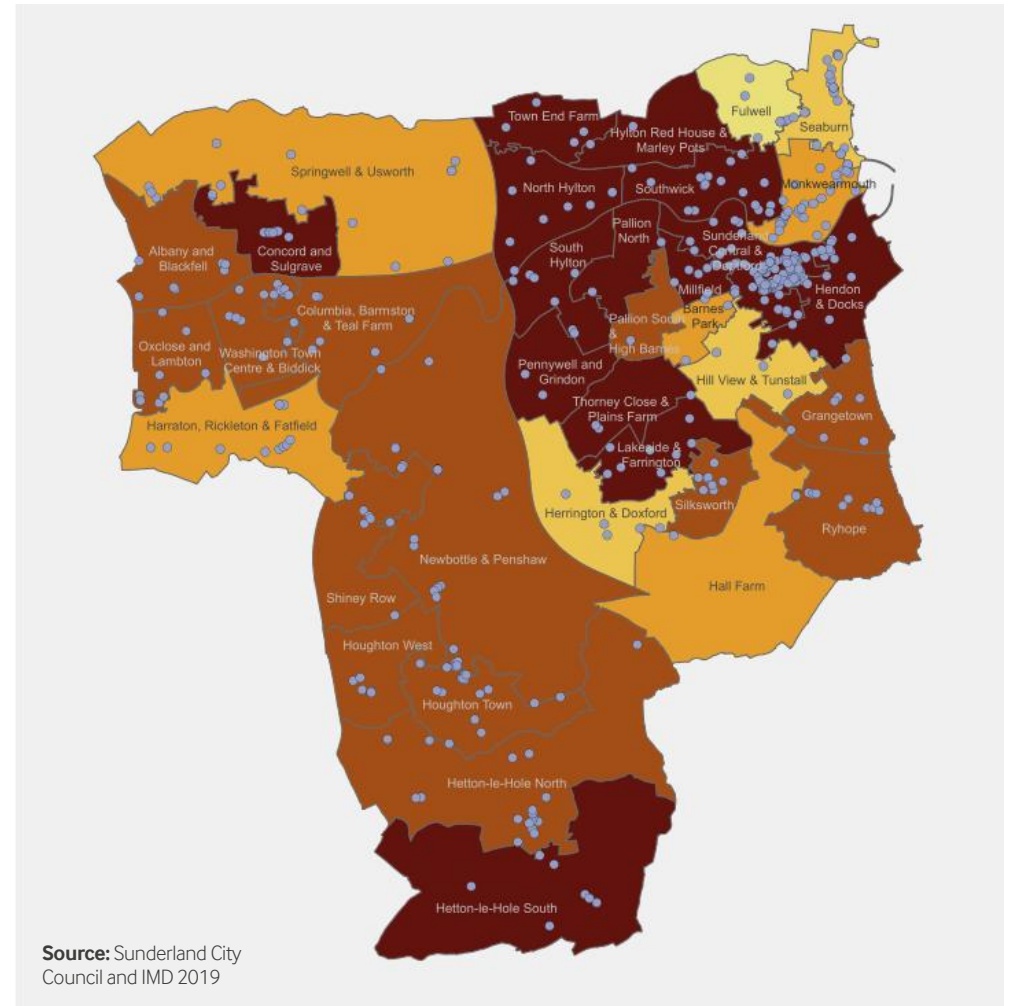 Town End Farm
Hylton Red House &
Marley Pots
Fulwell
Seaburn
Springwell & Usworth
North Hylton
Southwick
Monkwearmouth
Albany and
Blackfell
Concord and
Sulgrave
South
Hylton
Pallion
North
Sunderland
Central &
Deptford
Millfield
Hendon
& Docks
Columbia, Barmston
& Teal Farm
Oxclose and
Lambton
Washington Town
Centre & Biddick
Pallion South
&
High Barnes
Barnes
Park
Pennywell and
Grindon
Hill View & Tunstall
Thorney Close &
Plains Farm
Grangetown
Harraton, Rickleton & Fatfield
Lakeside &
Farrington
Silksworth
Herrington & Doxford
Ryhope
Newbottle & Penshaw
Hall Farm
Shiney Row
Houghton West
Houghton Town
Hetton-le-Hole North
Hetton-le-Hole South
Source: Sunderland City
Council and IMD 2019